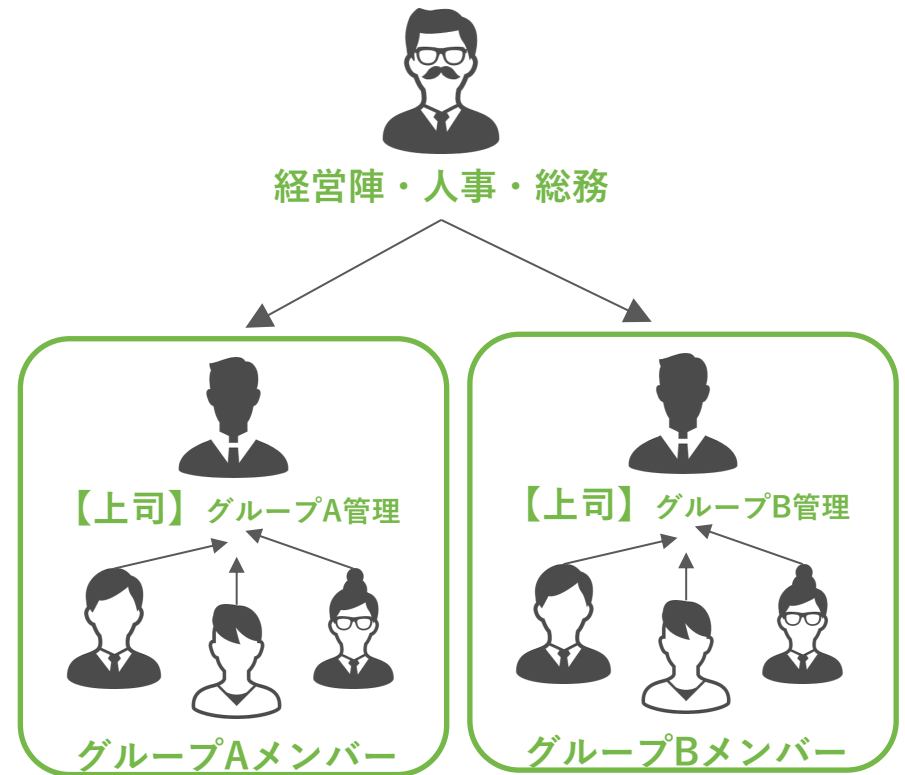 経営陣・人事・総務
【上司】グループA管理
【上司】グループB管理
グループAメンバー
グループBメンバー